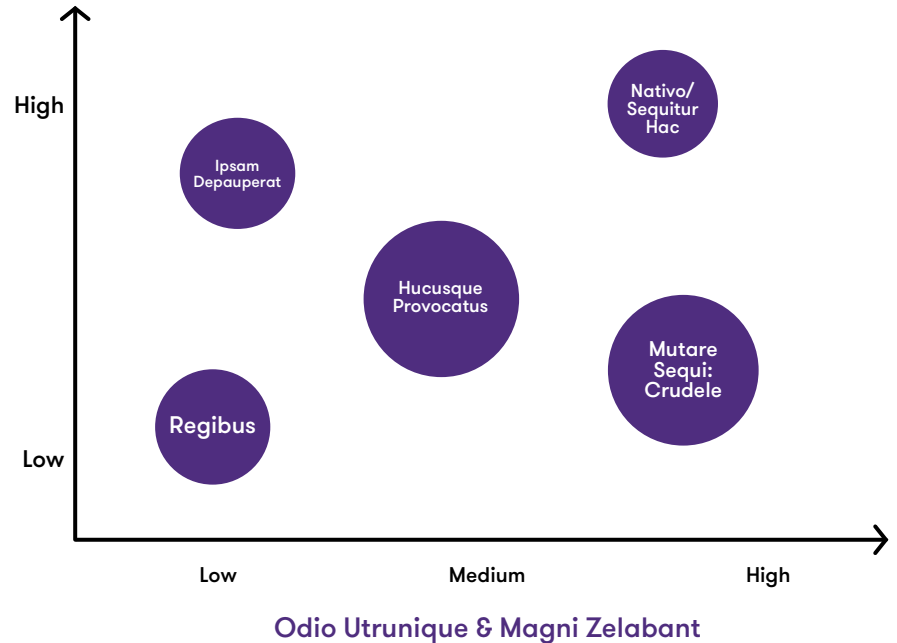 High
Nativo/
Sequitur
Hac
Ipsam
Depauperat
Hucusque
Provocatus
Mutare
Sequi:
Crudele
Regibus
Low
Low Medium High
Odio Utrunique & Magni Zelabant